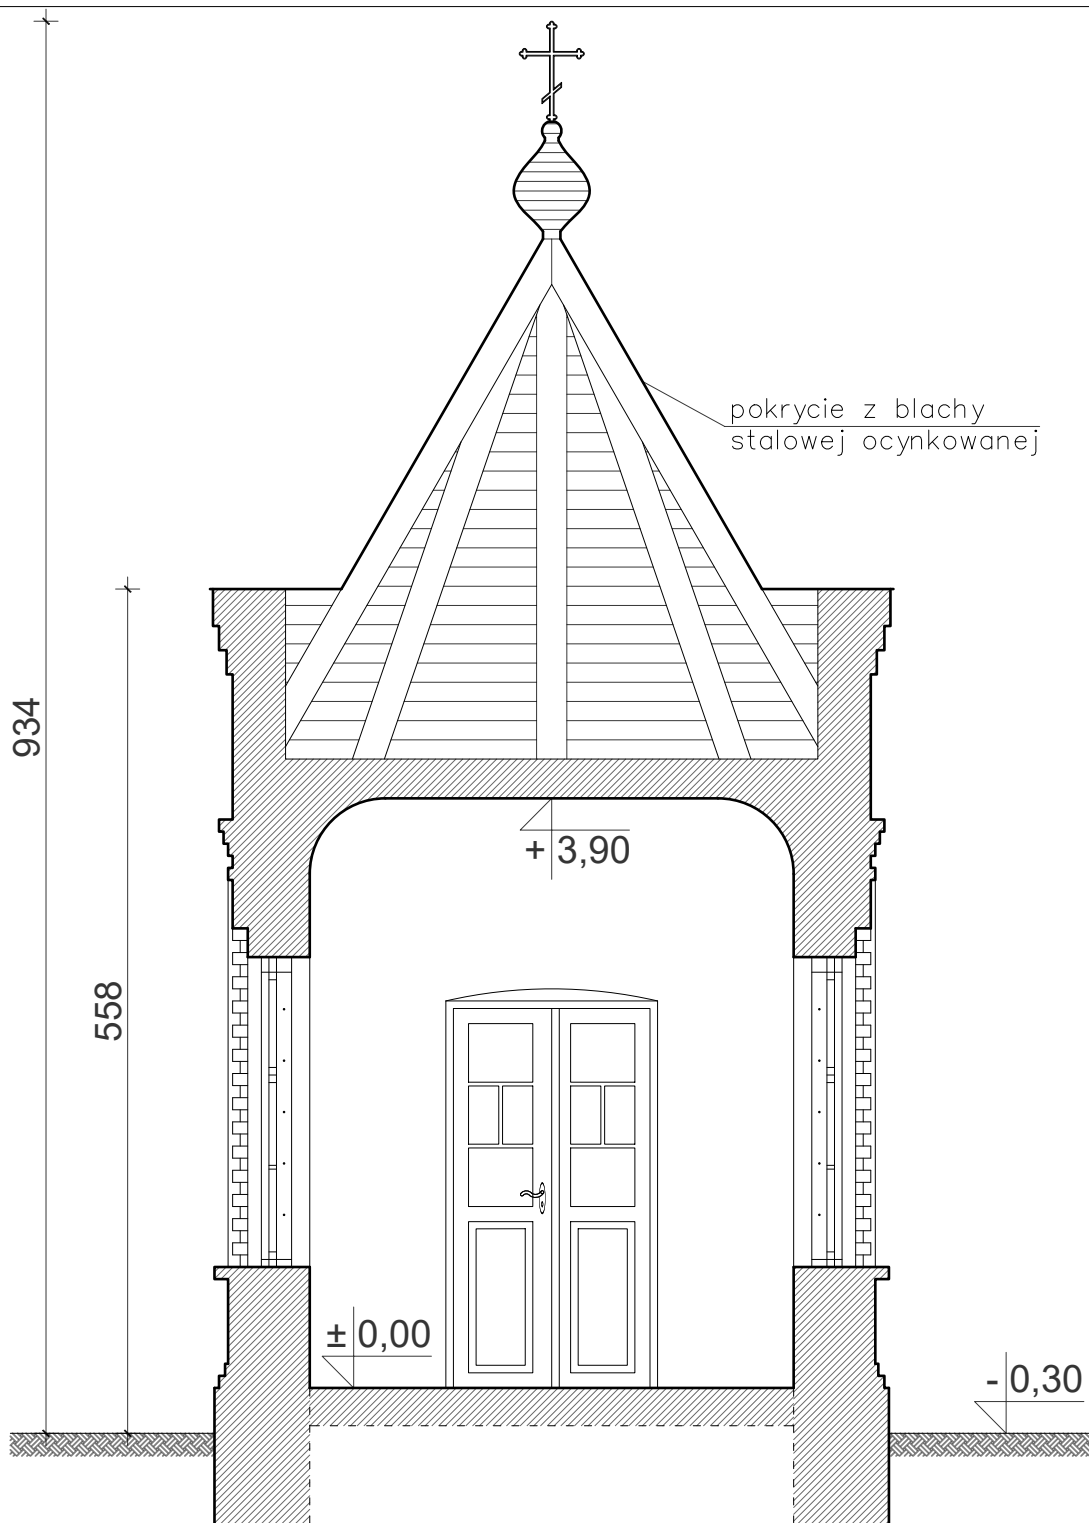 pokrycie z blachy
stalowej ocynkowanej
934
+ 3,90
558
± 0,00
- 0,30